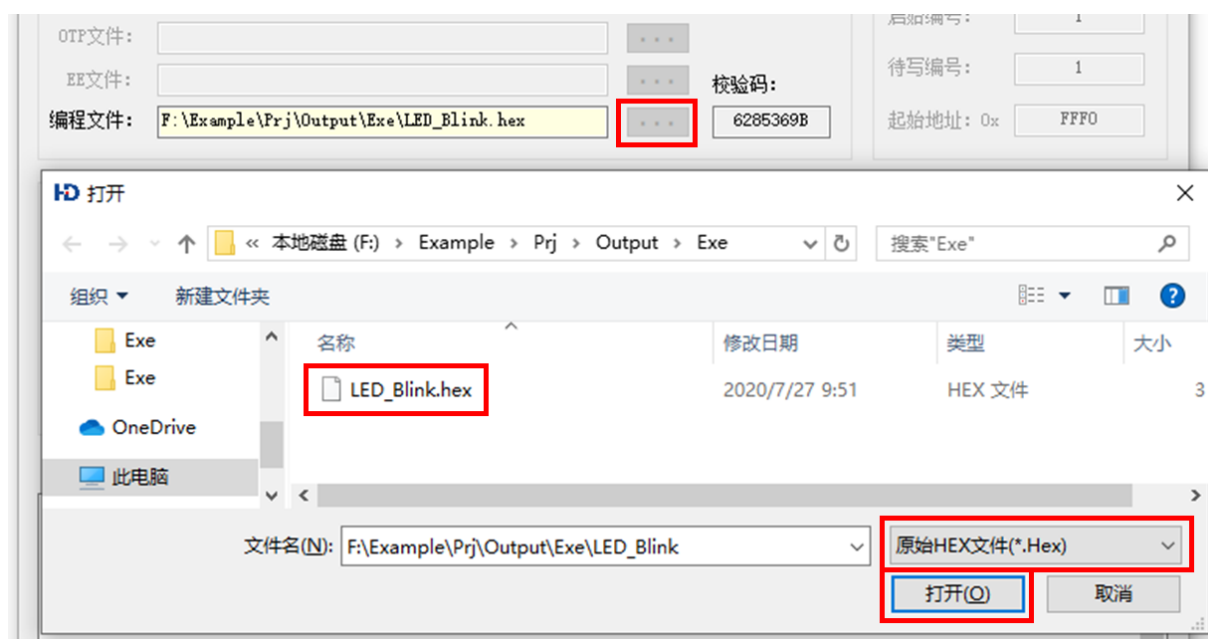 启始编号: 1
OTP文件: ...
EE文件: ... 校验码: 待写编号: 1
编程文件: F:\Example\Prj\Output\Exe\LED_Blink.hex ... 6285369B 起始地址: 0x FFF0
HD 打开
« 本地磁盘 (F:) › Example › Prj › Output › Exe 搜索"Exe"
组织 新建文件夹 ?
Exe 名称 修改日期 类型 大小
LED_Blink.hex 2020/7/27 9:51 HEX 文件 3
Exe
OneDrive
此电脑
文件名(N): F:\Example\Prj\Output\Exe\LED_Blink 原始HEX文件(*.Hex)
打开(O) 取消